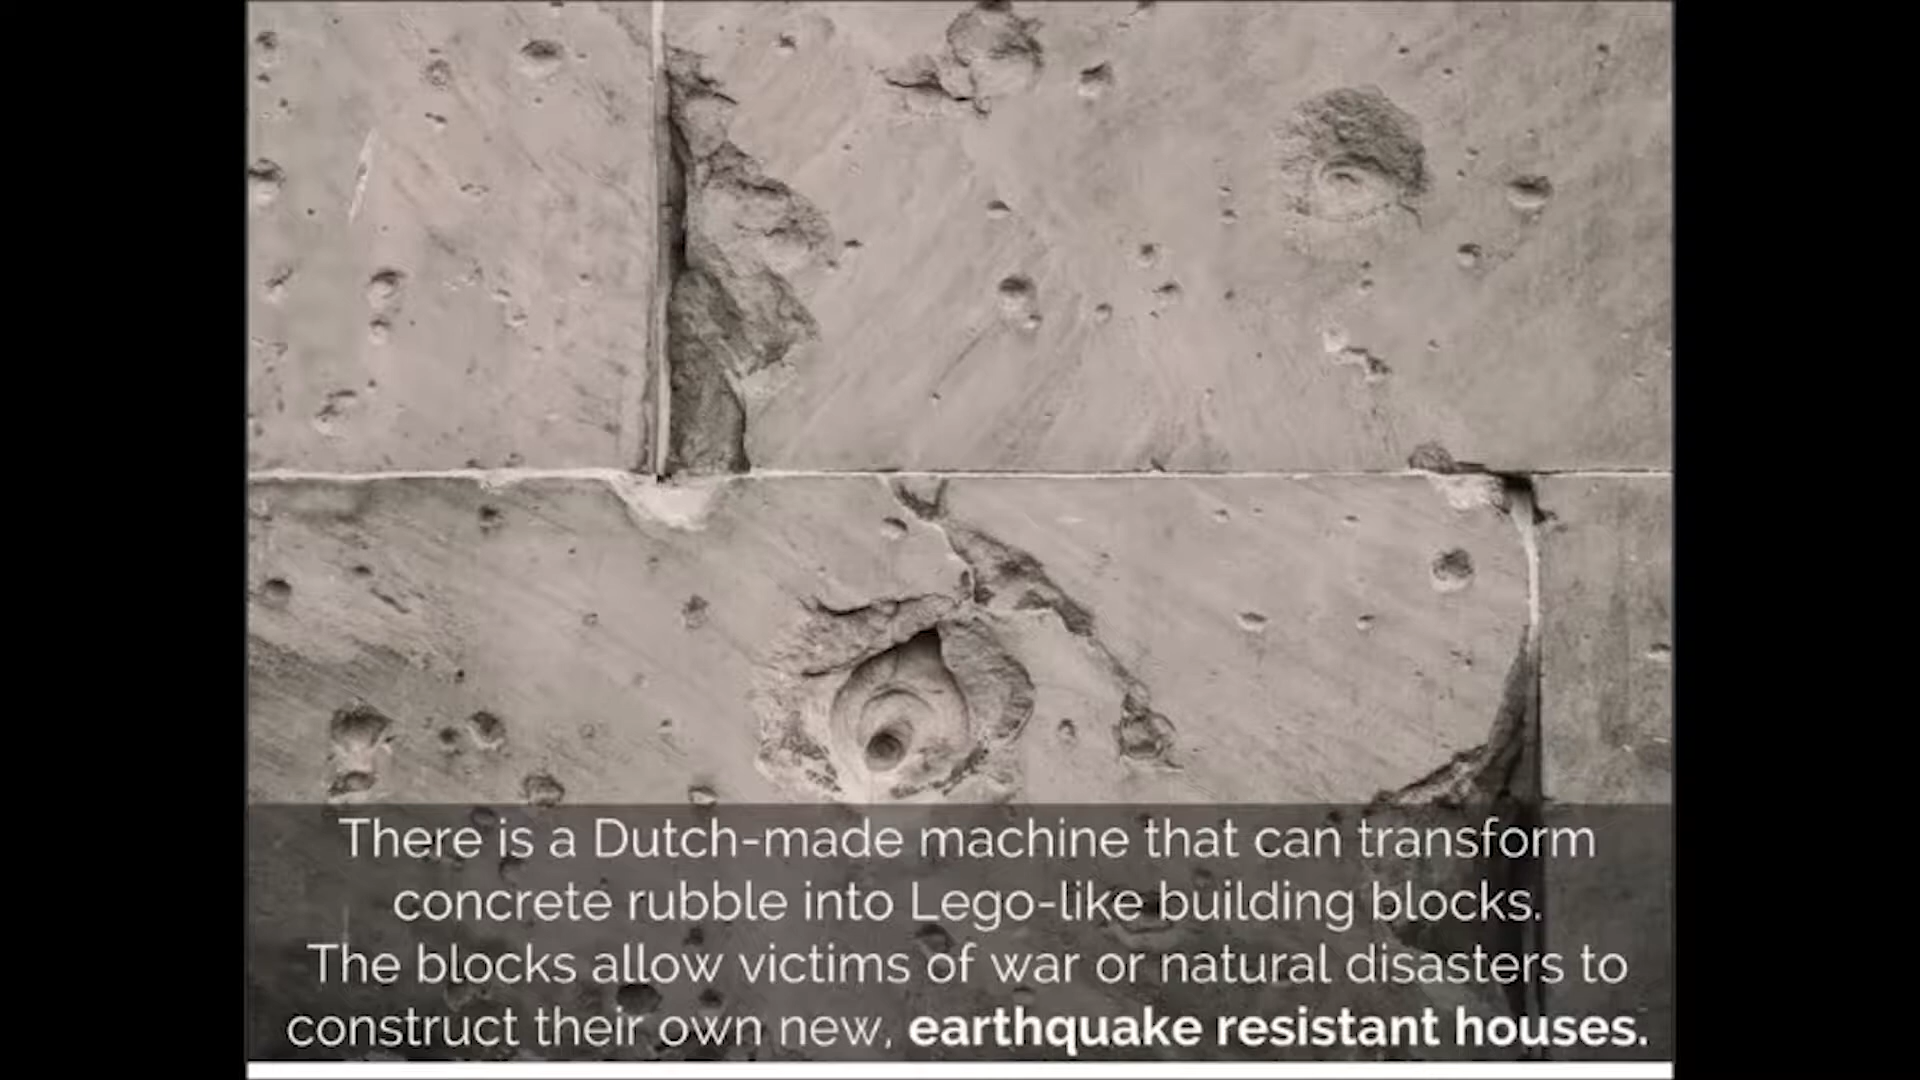 There is a Dutch-made machine that can transform
concrete rubble into Lego-like building blocks.
The blocks allow victims of war or natural disasters to
construct their own new, earthquake resistant houses.